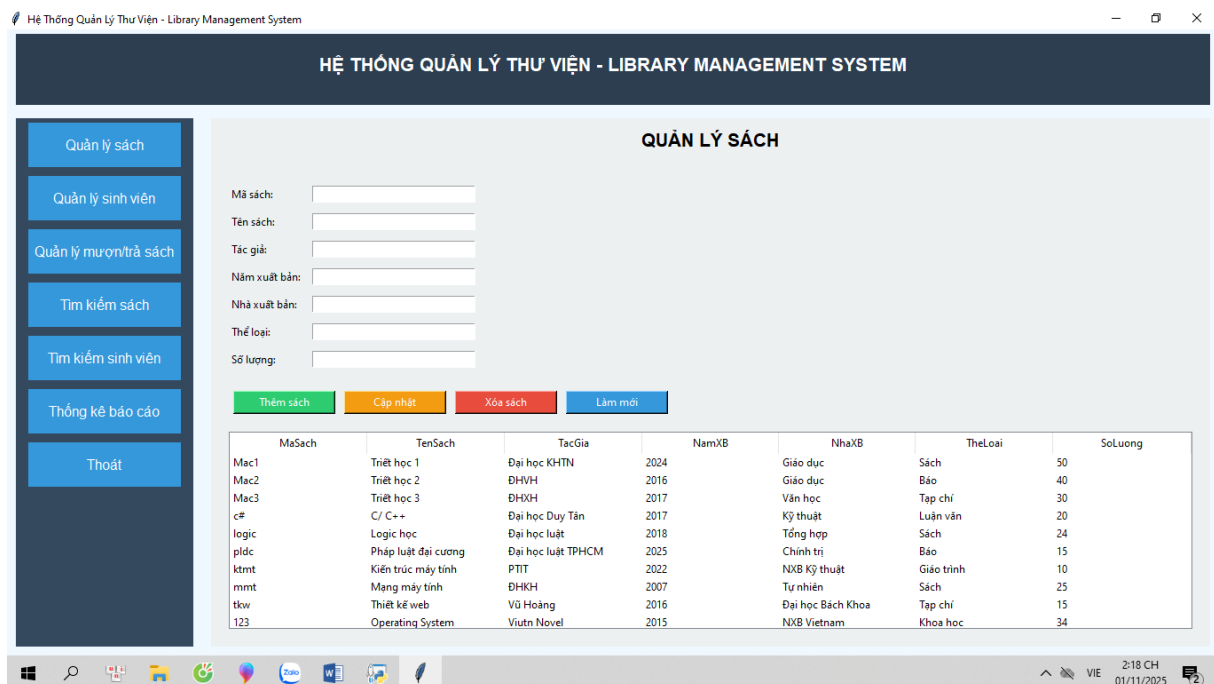 Hệ Thống Quản Lý Thư Viện - Library Management System
HỆ THỐNG QUẢN LÝ THƯ VIỆN - LIBRARY MANAGEMENT SYSTEM
Quản lý sách
Quản lý sinh viên
Quản lý mượn/trả sách
Tìm kiếm sách
Tìm kiếm sinh viên
Thống kê báo cáo
Thoát
QUẢN LÝ SÁCH
Mã sách:
Tên sách:
Tác giả:
Năm xuất bản:
Nhà xuất bản:
Thể loại:
Số lượng:
Thêm sách Cập nhật Xóa sách Làm mới
MaSach TenSach TacGia NamXB NhaXB TheLoai SoLuong
Mac1 Triết học 1 Đại học KHTN 2024 Giáo dục Sách 50
Mac2 Triết học 2 ĐHVH 2016 Giáo dục Báo 40
Mac3 Triết học 3 ĐHXH 2017 Văn học Tạp chí 30
c# C/ C++ Đại học Duy Tân 2017 Kỹ thuật Luận văn 20
logic Logic học Đại học luật 2018 Tổng hợp Sách 24
pldc Pháp luật đại cương Đại học luật TPHCM 2025 Chính trị Báo 15
ktmt Kiến trúc máy tính PTIT 2022 NXB Kỹ thuật Giáo trình 10
mmt Mạng máy tính ĐHKH 2007 Tự nhiên Sách 25
tkw Thiết kế web Vũ Hoàng 2016 Đại học Bách Khoa Tạp chí 15
123 Operating System Viutn Novel 2015 NXB Vietnam Khoa học 34
Zalo
W
VIE
2:18 CH
01/11/2025
2